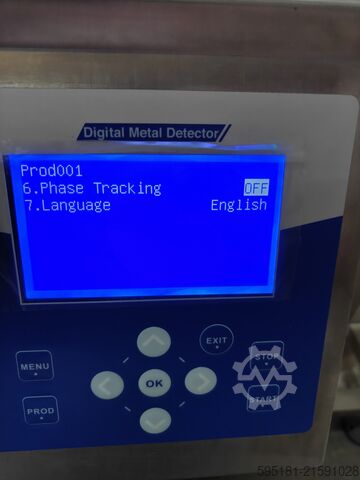 Digital Metal Detector
Prod001
6.Phase Tracking OFF
7.Language English
EXIT
STOP
MENU
OK
START
PROD
595181-21591028